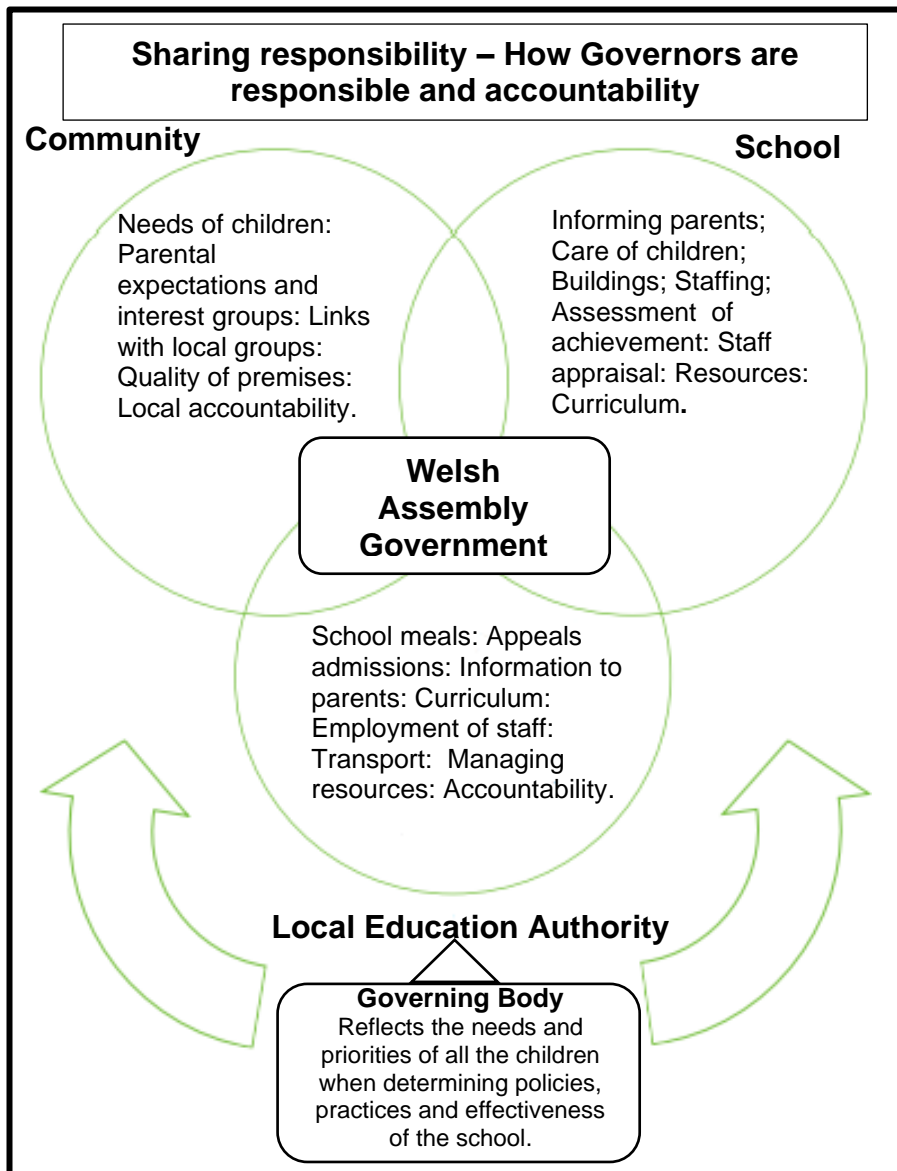 Sharing responsibility – How Governors are
responsible and accountability
Community
School
Needs of children:
Parental
expectations and
interest groups: Links
with local groups:
Quality of premises:
Local accountability.
Informing parents;
Care of children;
Buildings; Staffing;
Assessment of
achievement: Staff
appraisal: Resources:
Curriculum.
Welsh
Assembly
Government
School meals: Appeals
admissions: Information to
parents: Curriculum:
Employment of staff:
Transport: Managing
resources: Accountability.
Local Education Authority
Governing Body
Reflects the needs and
priorities of all the children
when determining policies,
practices and effectiveness
of the school.